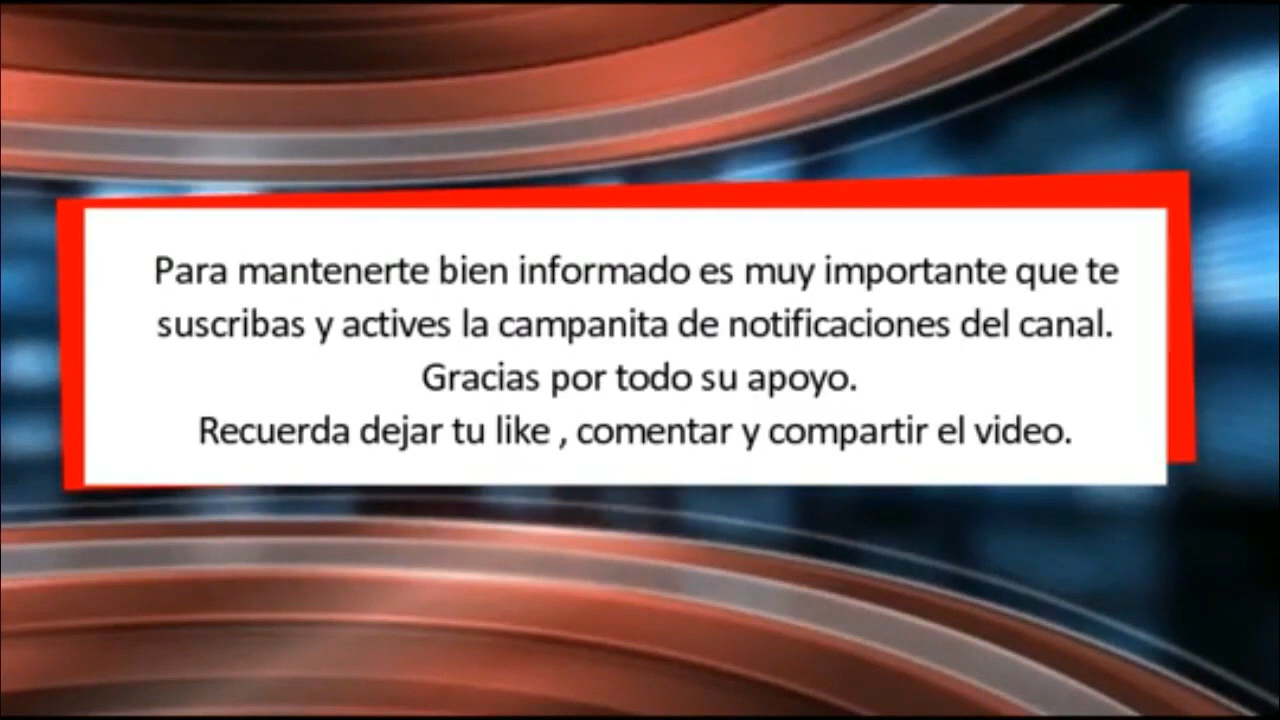 Para mantenerte bien informado es muy importante que te
suscribas y actives la campanita de notificaciones del canal.
Gracias por todo su apoyo.
Recuerda dejar tu like , comentar y compartir el video.